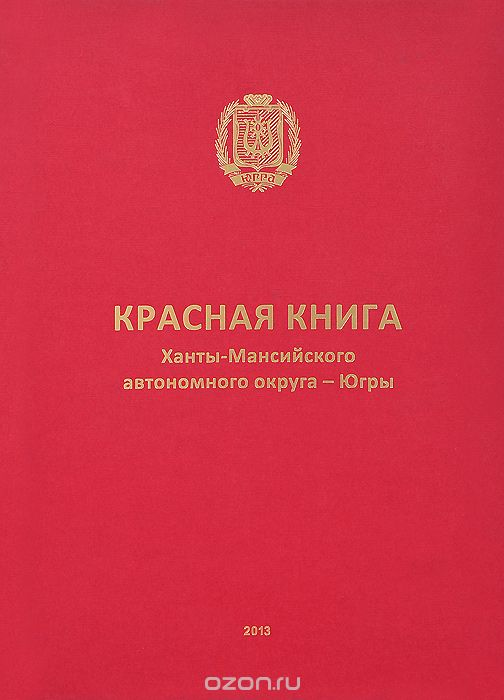 ЮГРА
КРАСНАЯ КНИГА
Ханты-Мансийского
автономного округа – Югры
2013
ozon.ru